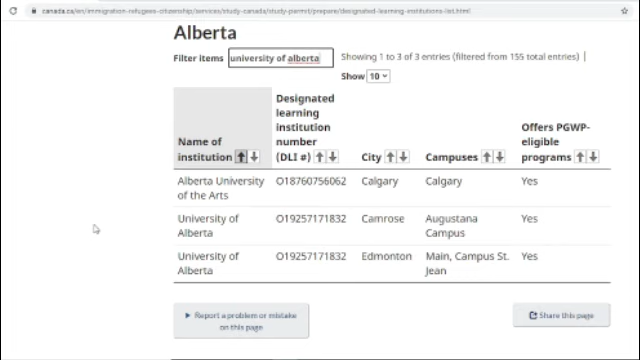 canada.ca/en/immigration-refugees-citizenship/services/study-canada/study-permit/prepare/designated-learning-institutions-list.html
Alberta
Filter items university of alberta Showing 1 to 3 of 3 entries (filtered from 155 total entries) |
Show 10
Name of institution Designated learning institution number (DLI #) City Campuses Offers PGWP-eligible programs
Alberta University of the Arts O18760756062 Calgary Calgary Yes
University of Alberta O19257171832 Camrose Augustana Campus Yes
University of Alberta O19257171832 Edmonton Main, Campus St. Jean Yes
Report a problem or mistake on this page
Share this page